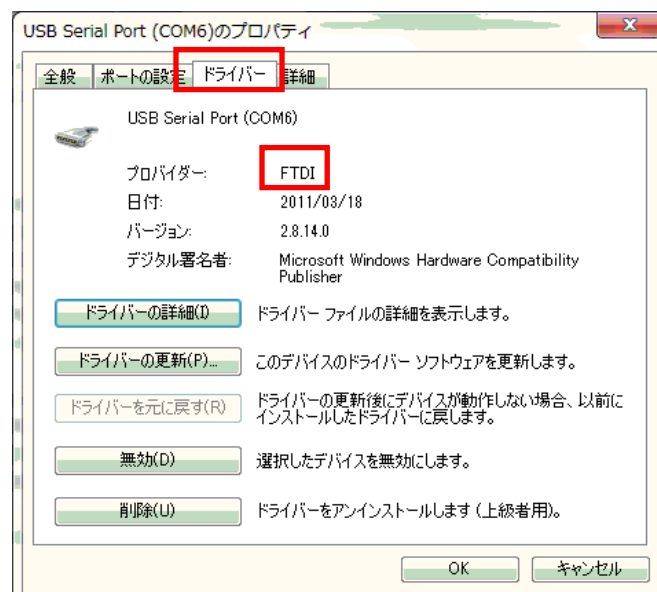 USB Serial Port (COM6)のプロパティ
全般 ポートの設定 ドライバー 詳細
USB Serial Port (COM6)
プロバイダー: FTDI
日付: 2011/03/18
バージョン: 2.8.14.0
デジタル署名者: Microsoft Windows Hardware Compatibility
Publisher
ドライバーの詳細(I) ドライバー ファイルの詳細を表示します。
ドライバーの更新(P)... このデバイスのドライバー ソフトウェアを更新します。
ドライバーを元に戻す(R) ドライバーの更新後にデバイスが動作しない場合、以前に
インストールしたドライバーに戻します。
無効(D) 選択したデバイスを無効にします。
削除(U) ドライバーをアンインストールします (上級者用)。
OK キャンセル